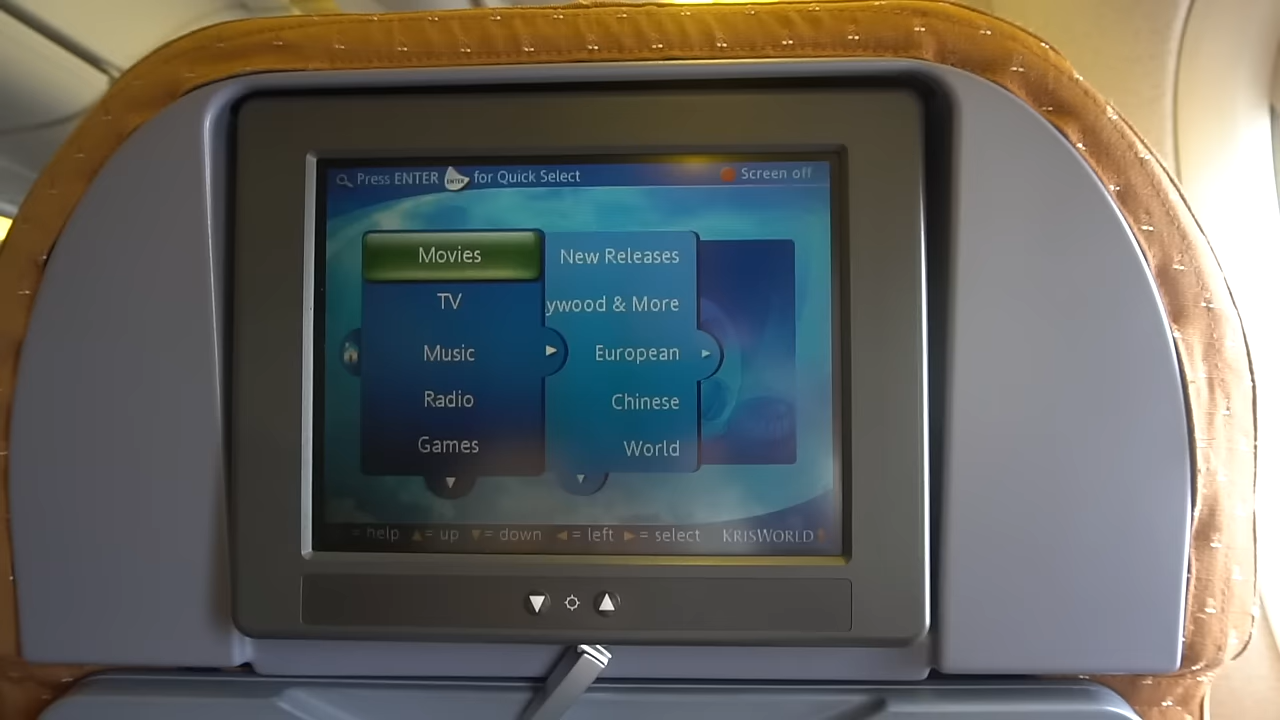 Press ENTER ENTER for Quick Select
Screen off
Movies
TV
Music
Radio
Games
New Releases
ywood & More
European
Chinese
World
= help = up = down = left = select KRISWORLD